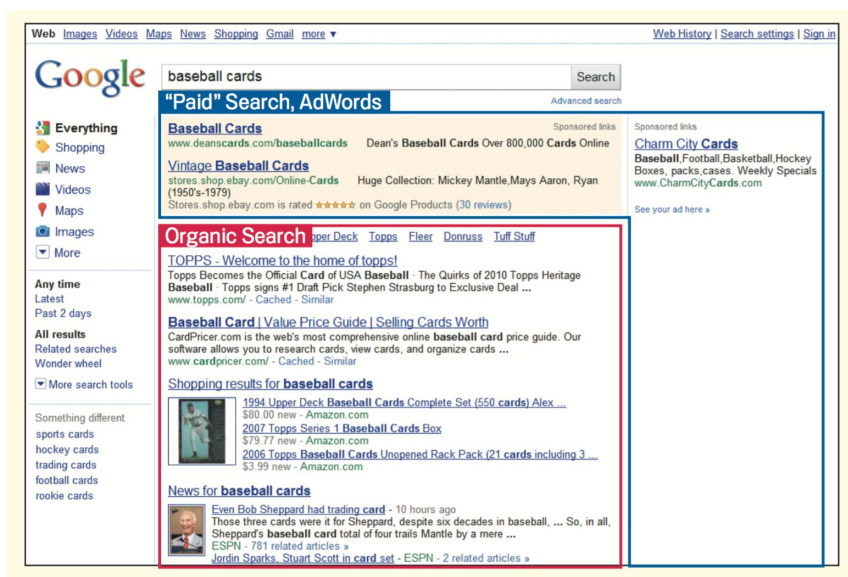 Web Images Videos Maps News Shopping Gmail more ▼
Web History | Search settings | Sign in
Google
baseball cards
Search
"Paid" Search, AdWords
Advanced search
Everything
Shopping
News
Videos
Maps
Images
More
Any time
Latest
Past 2 days
All results
Related searches
Wonder wheel
More search tools
Something different
sports cards
hockey cards
trading cards
football cards
rookie cards
Baseball Cards
Sponsored links
www.deanscards.com/baseballcards Dean's Baseball Cards Over 800,000 Cards Online
Vintage Baseball Cards
stores.shop.ebay.com/Online-Cards Huge Collection: Mickey Mantle,Mays Aaron, Ryan
(1950's-1979)
Stores.shop.ebay.com is rated ★★★★★ on Google Products (30 reviews)
Organic Search
Deck Topps Fleer Donruss Tuff Stuff
TOPPS - Welcome to the home of topps!
Topps Becomes the Official Card of USA Baseball · The Quirks of 2010 Topps Heritage
Baseball · Topps signs #1 Draft Pick Stephen Strasburg to Exclusive Deal ...
www.topps.com/ - Cached - Similar
Baseball Card | Value Price Guide | Selling Cards Worth
CardPricer.com is the web's most comprehensive online baseball card price guide. Our
software allows you to research cards, view cards, and organize cards ...
www.cardpricer.com/ - Cached - Similar
Shopping results for baseball cards
1994 Upper Deck Baseball Cards Complete Set (550 cards) Alex ...
$80.00 new - Amazon.com
2007 Topps Series 1 Baseball Cards Box
$79.77 new - Amazon.com
2006 Topps Baseball Cards Unopened Rack Pack (21 cards including 3 ...
$3.99 new - Amazon.com
News for baseball cards
Even Bob Sheppard had trading card - 10 hours ago
Those three cards were it for Sheppard, despite six decades in baseball, ... So, in all,
Sheppard's baseball card total of four trails Mantle by a mere ...
ESPN - 781 related articles »
Jordin Sparks, Stuart Scott in card set - ESPN - 2 related articles »
Sponsored links
Charm City Cards
Baseball,Football,Basketball,Hockey
Boxes, packs,cases. Weekly Specials
www.CharmCityCards.com
See your ad here »